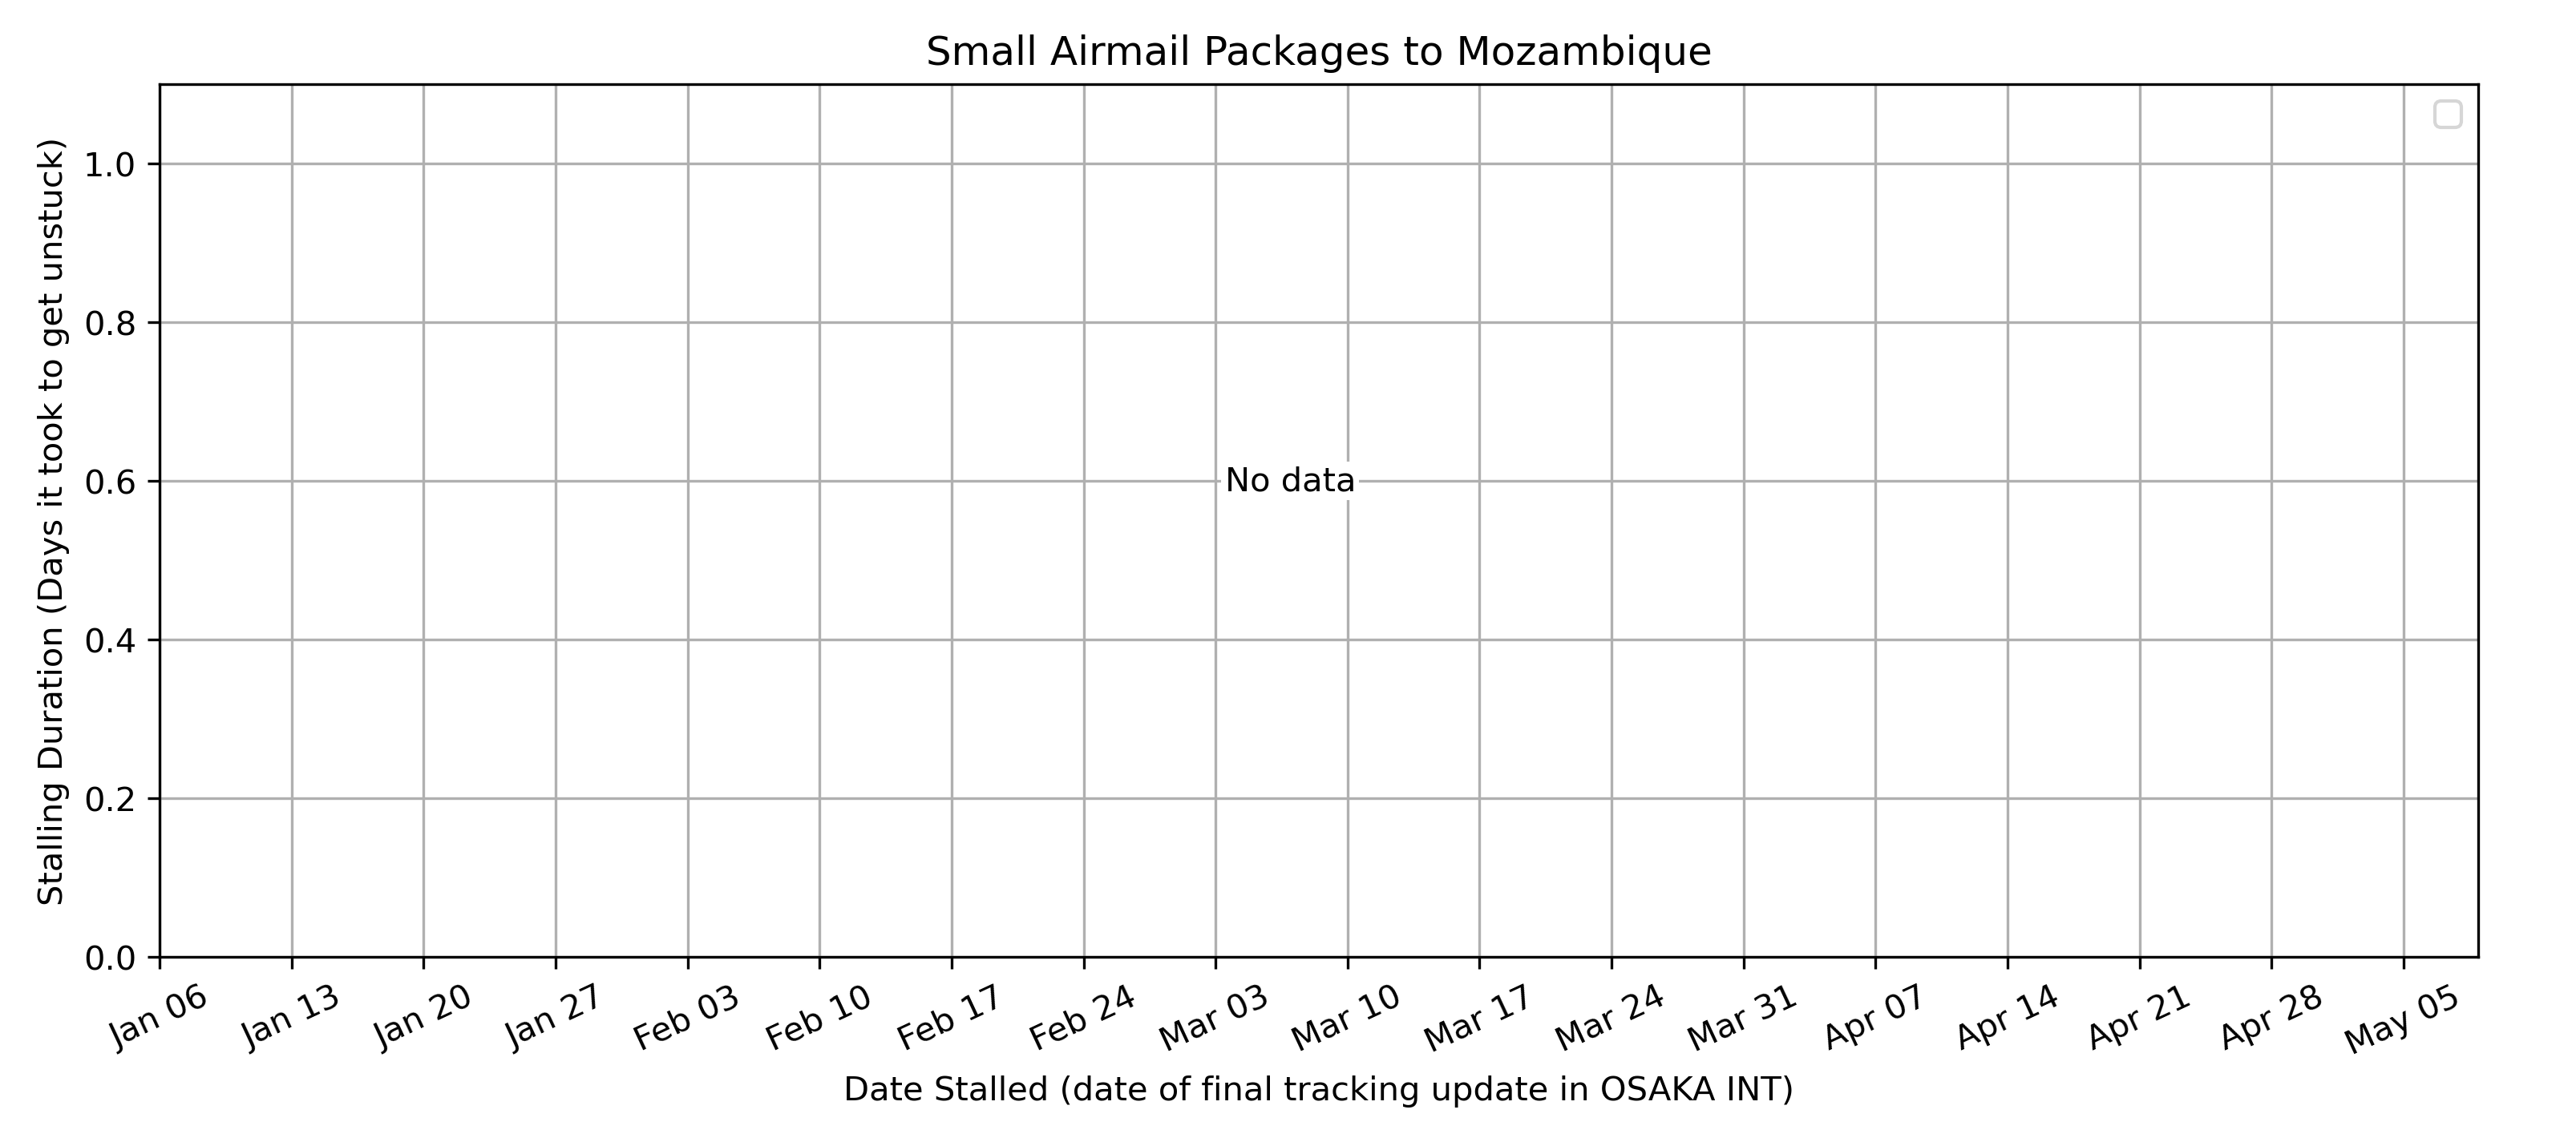 Small Airmail Packages to Mozambique
Stalling Duration (Days it took to get unstuck)
1.0
0.8
0.6
0.4
0.2
0.0
No data
Jan 06 Jan 13 Jan 20 Jan 27 Feb 03 Feb 10 Feb 17 Feb 24 Mar 03 Mar 10 Mar 17 Mar 24 Mar 31 Apr 07 Apr 14 Apr 21 Apr 28 May 05
Date Stalled (date of final tracking update in OSAKA INT)